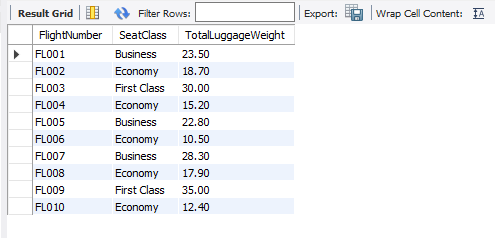 Result Grid Filter Rows: Export: Wrap Cell Content:
FlightNumber SeatClass TotalLuggageWeight
FL001 Business 23.50
FL002 Economy 18.70
FL003 First Class 30.00
FL004 Economy 15.20
FL005 Business 22.80
FL006 Economy 10.50
FL007 Business 28.30
FL008 Economy 17.90
FL009 First Class 35.00
FL010 Economy 12.40